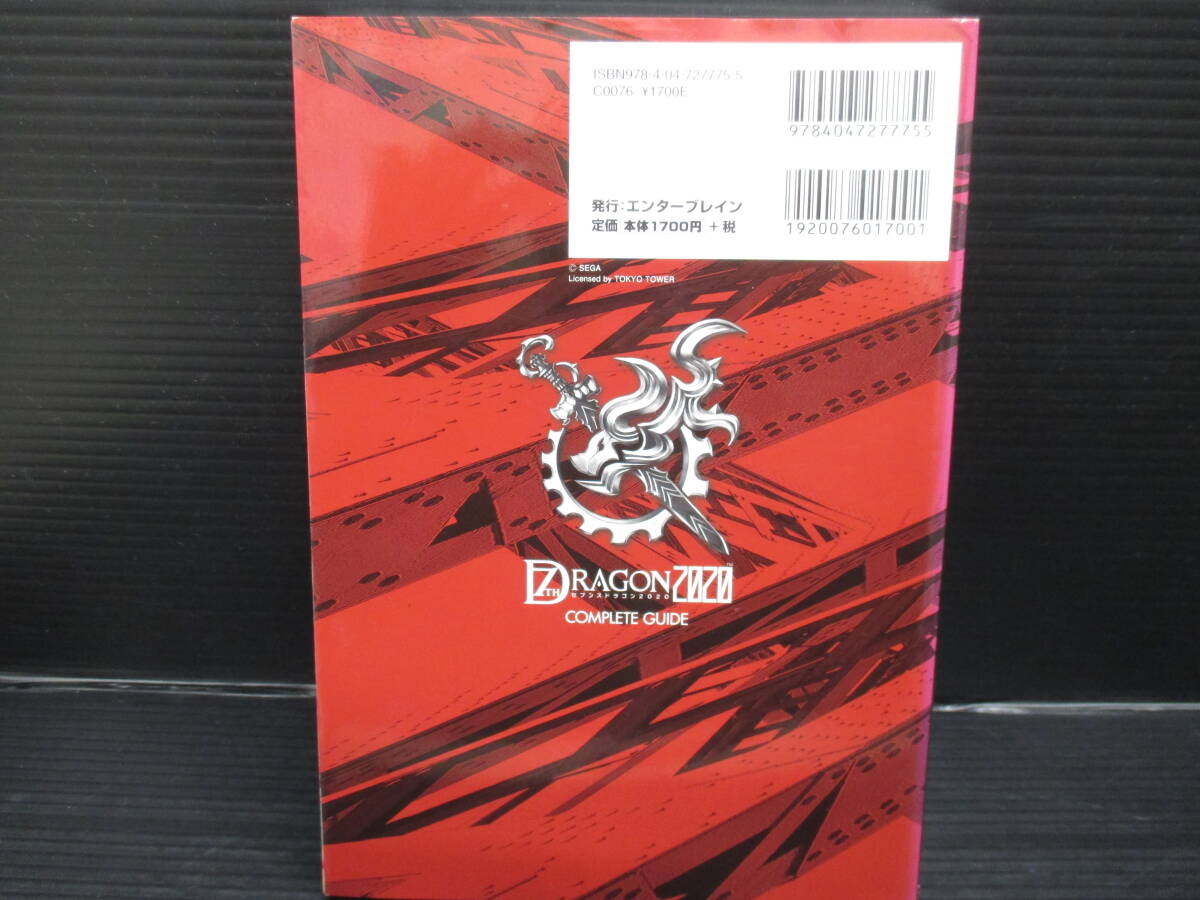 ISBN978-4-04-727775-5
C0076 ¥1700E
9784047277755
発行：エンターブレイン
定価 本体1700円 +税
1920076017001
© SEGA
Licensed by TOKYO TOWER
7TH DRAGON 2020™
セブンスドラゴン2020
COMPLETE GUIDE